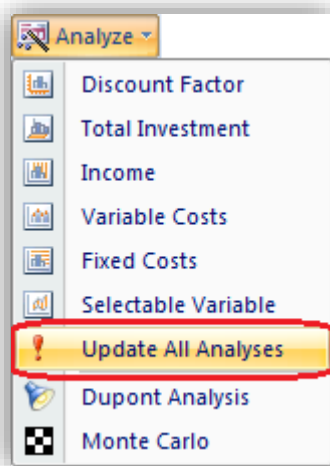 Analyze
Discount Factor
Total Investment
Income
Variable Costs
Fixed Costs
Selectable Variable
Update All Analyses
Dupont Analysis
Monte Carlo